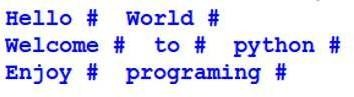 Hello #  World #
Welcome #  to #  python #
Enjoy #  programing #